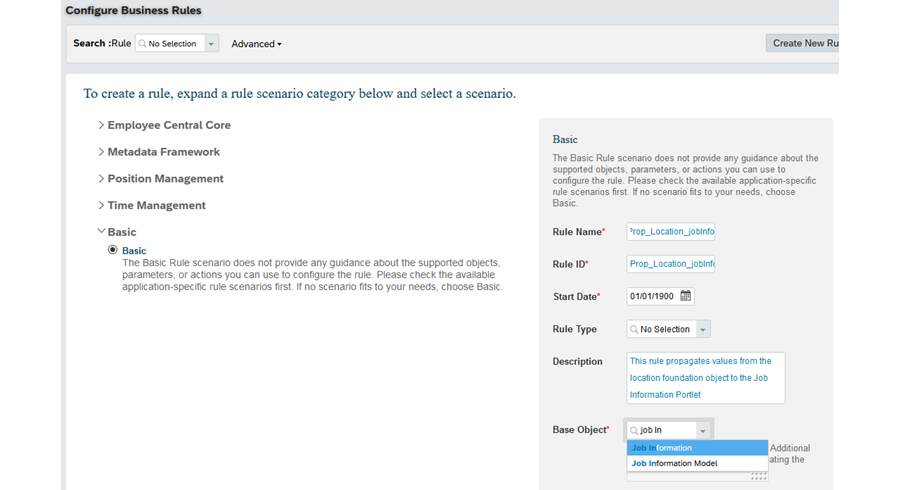 Configure Business Rules
Search :Rule No Selection Advanced
Create New Ru
To create a rule, expand a rule scenario category below and select a scenario.
Employee Central Core
Metadata Framework
Position Management
Time Management
Basic
Basic
The Basic Rule scenario does not provide any guidance about the supported objects,
parameters, or actions you can use to configure the rule. Please check the available
application-specific rule scenarios first. If no scenario fits to your needs, choose Basic.
Basic
The Basic Rule scenario does not provide any guidance about the
supported objects, parameters, or actions you can use to
configure the rule. Please check the available application-specific
rule scenarios first. If no scenario fits to your needs, choose
Basic.
Rule Name* Prop_Location_jobInfo
Rule ID* Prop_Location_jobInfo
Start Date* 01/01/1900
Rule Type No Selection
Description This rule propagates values from the
location foundation object to the Job
Information Portlet
Base Object* job In
Job Information
Additional
Job Information Model
ating the